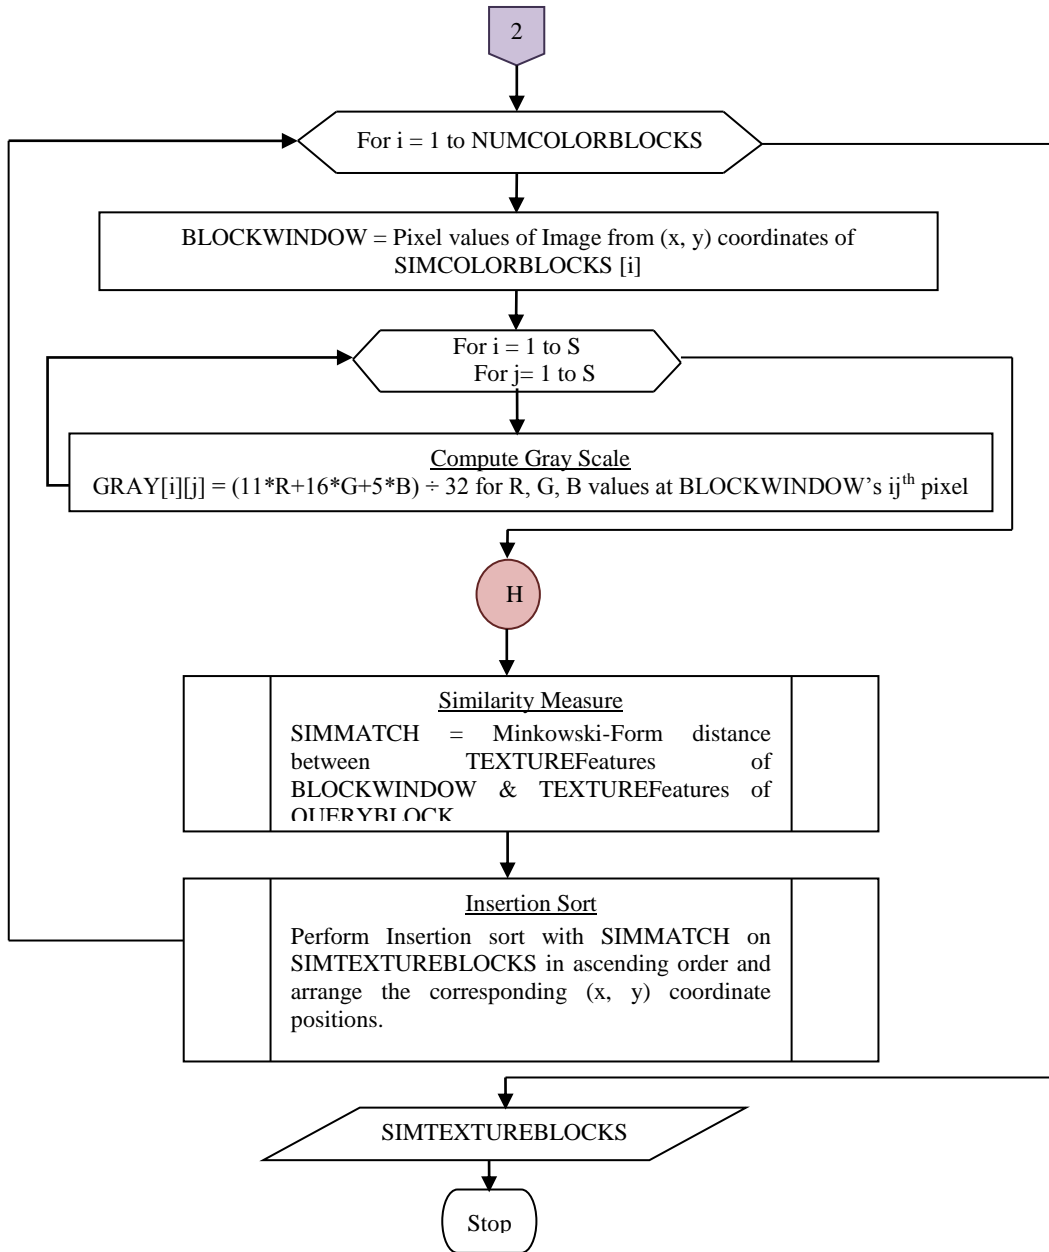 2
For i = 1 to NUMCOLORBLOCKS
BLOCKWINDOW = Pixel values of Image from (x, y) coordinates of
SIMCOLORBLOCKS [i]
For i = 1 to S
For j= 1 to S
Compute Gray Scale
GRAY[i][j] = (11*R+16*G+5*B) ÷ 32 for R, G, B values at BLOCKWINDOW’s ijth pixel
H
Similarity Measure
SIMMATCH = Minkowski-Form distance
between TEXTUREFeatures of
BLOCKWINDOW & TEXTUREFeatures of
QUERYBLOCK
Insertion Sort
Perform Insertion sort with SIMMATCH on
SIMTEXTUREBLOCKS in ascending order and
arrange the corresponding (x, y) coordinate
positions.
SIMTEXTUREBLOCKS
Stop